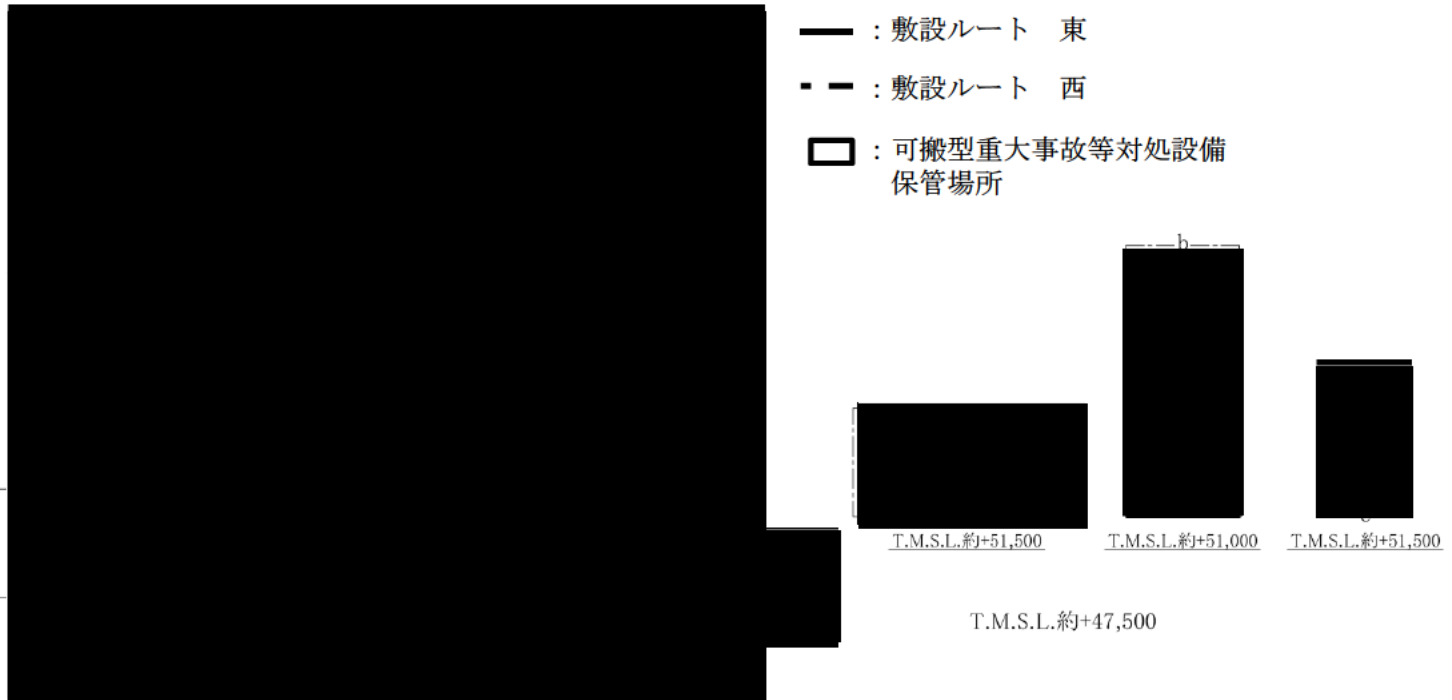 ：敷設ルート　東
：敷設ルート　西
：可搬型重大事故等対処設備
保管場所
b
T.M.S.L.約+51,500
T.M.S.L.約+51,000
T.M.S.L.約+51,500
T.M.S.L.約+47,500